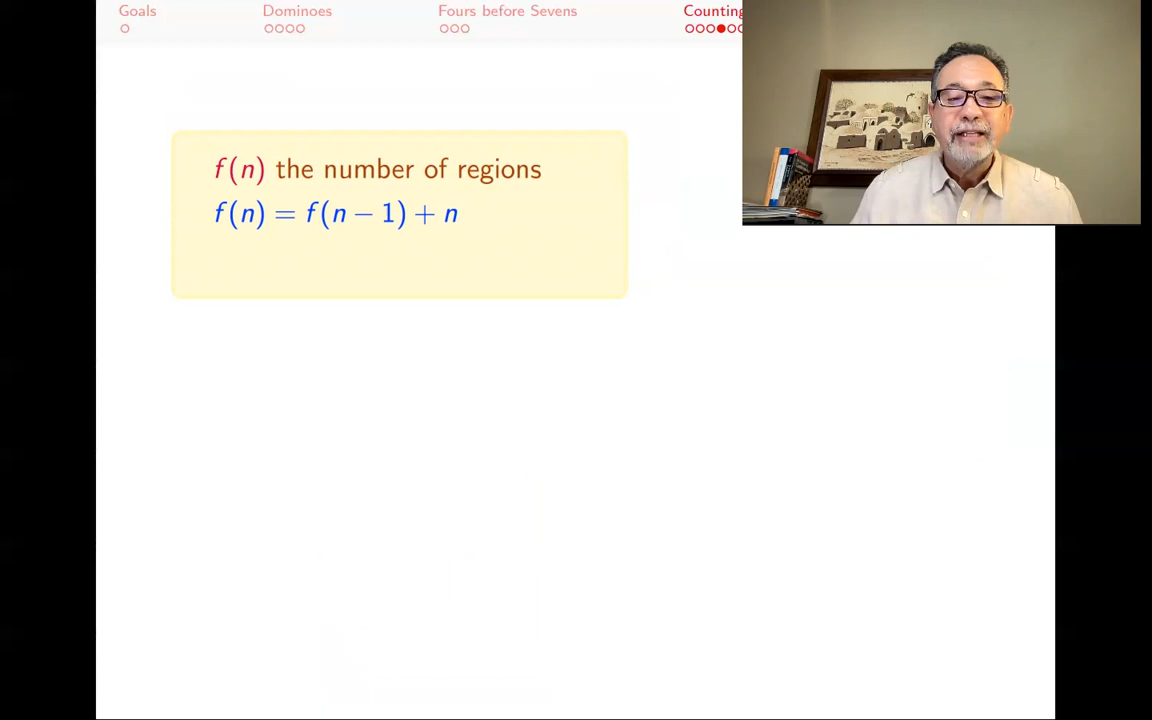 Goals
Dominoes
Fours before Sevens
Counting
f(n) the number of regions
f(n) = f(n − 1) + n